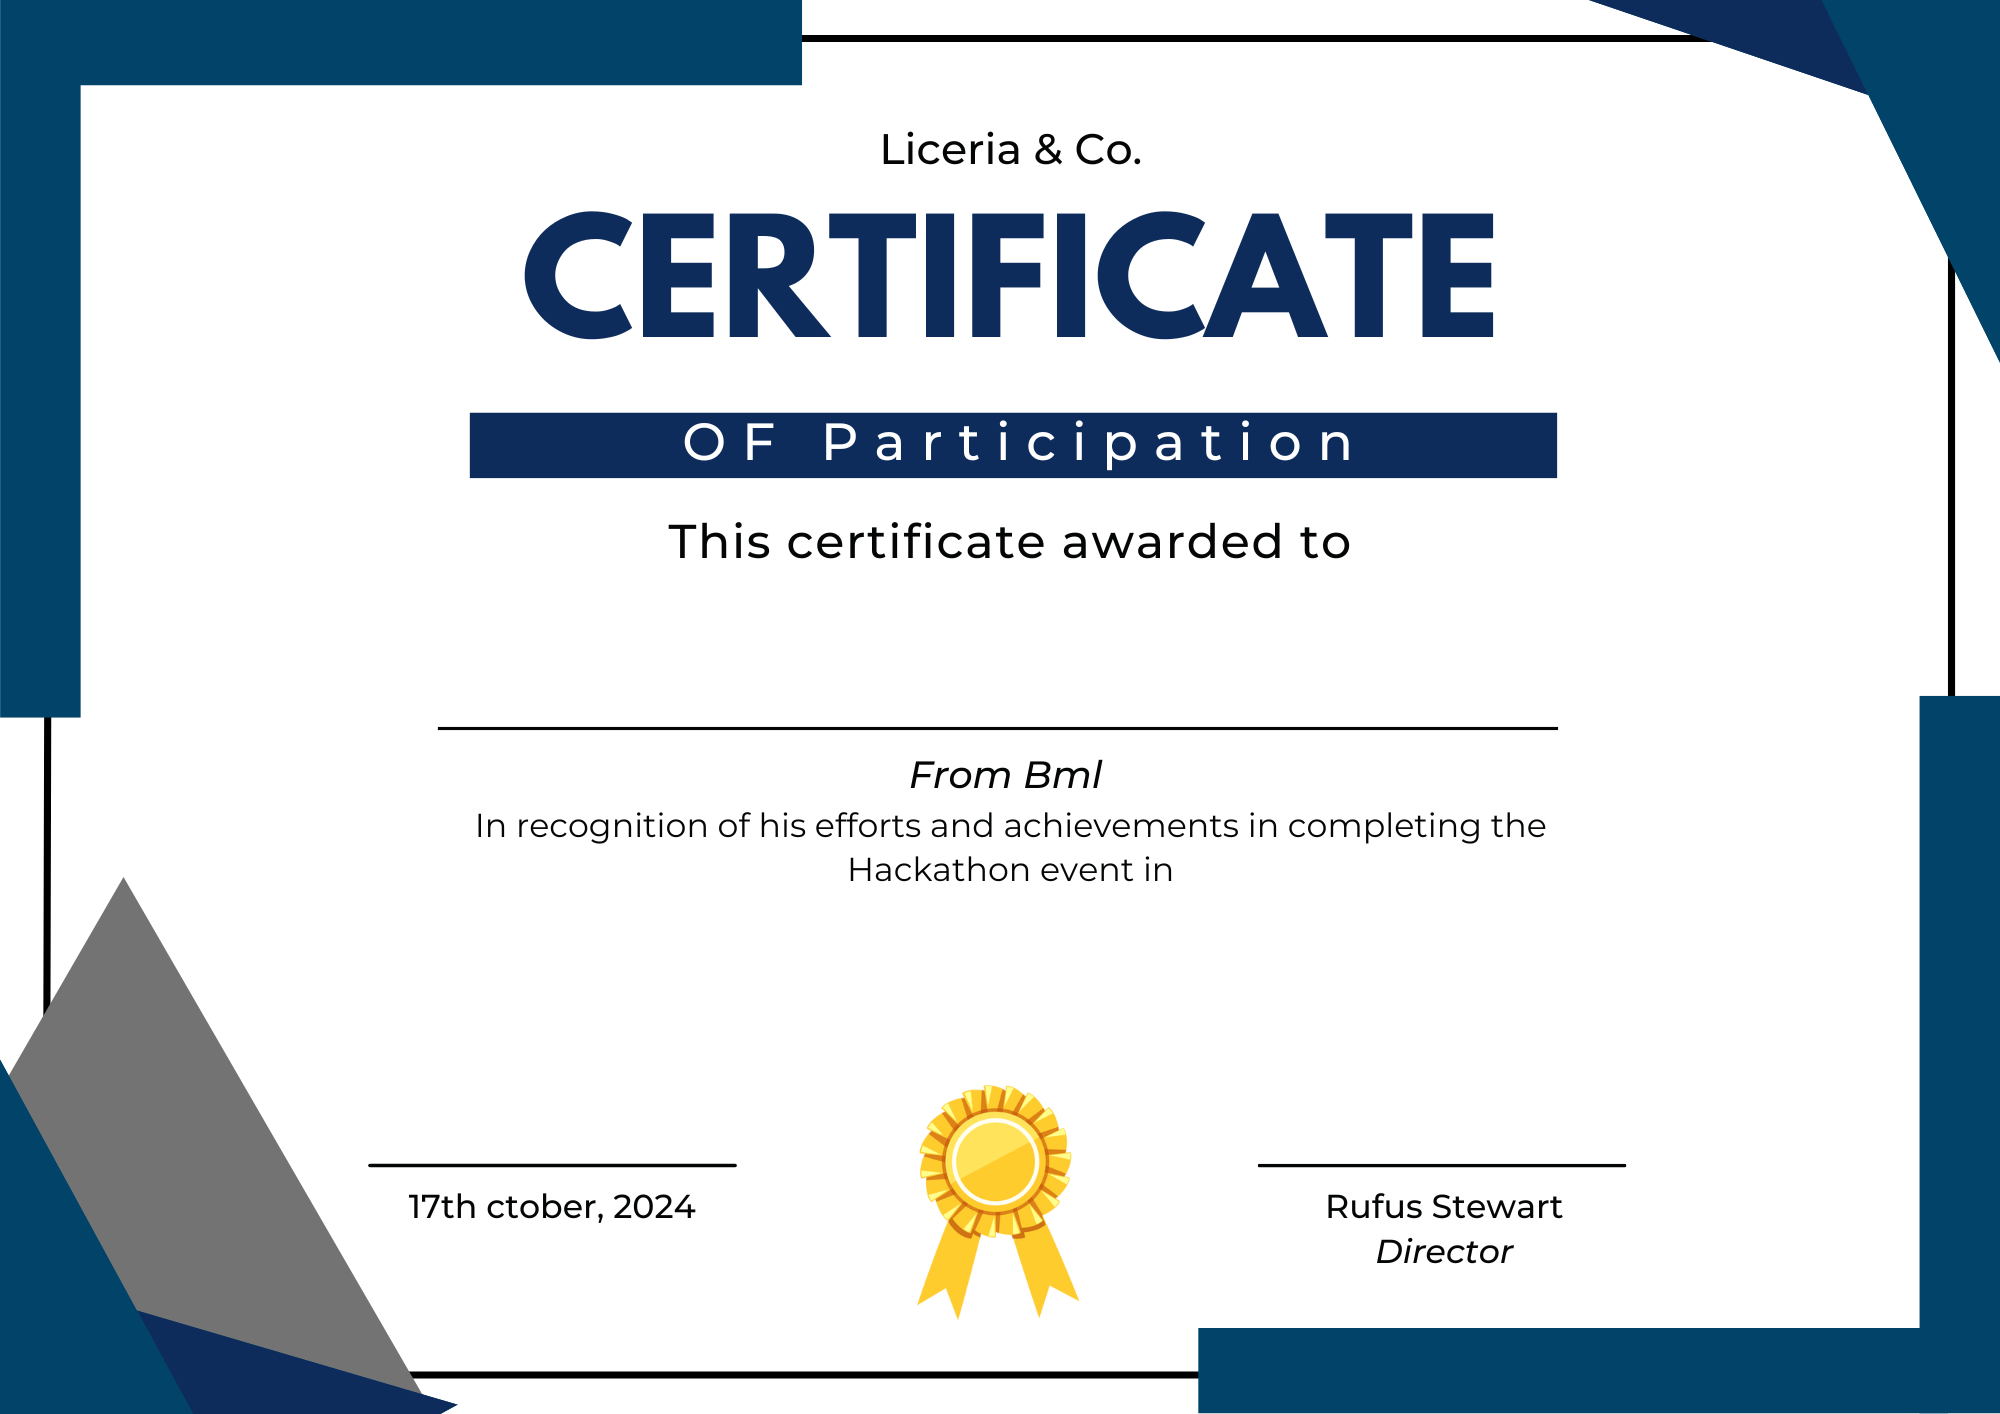 Liceria & Co.
CERTIFICATE
OF Participation
This certificate awarded to
From Bml
In recognition of his efforts and achievements in completing the
Hackathon event in
17th ctober, 2024
Rufus Stewart
Director